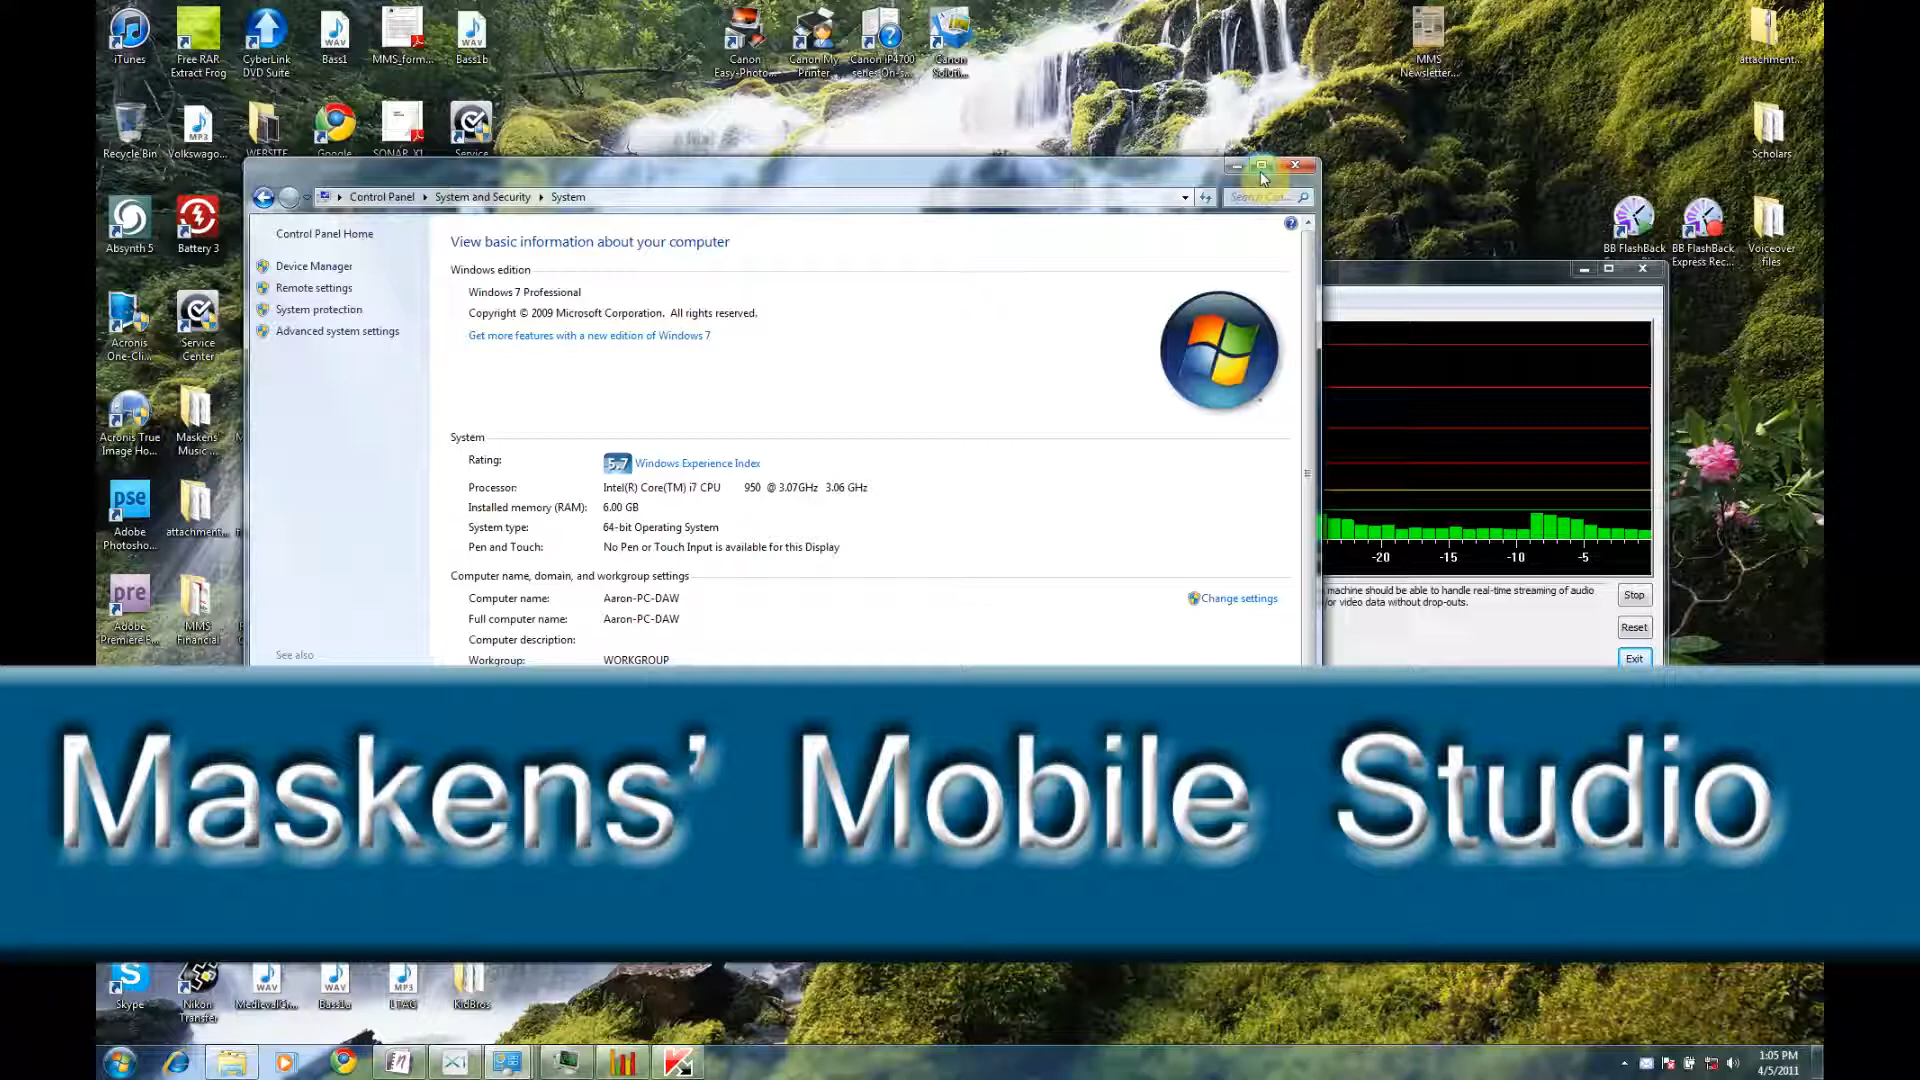 iTunes
Free RAR
Extract Frog
CyberLink
DVD Suite
Bass1
MMS_form...
Bass1b
Canon
Easy-Photo...
Canon My
Printer
Canon iP4700
series On-s...
Canon
Soluti...
MMS
Newsletter...
attachment...
Recycle Bin
Volkswago...
WEBSITE
Google
SONAR_X1
Service
Scholars
Control Panel
System and Security
System
Absynth 5
Battery 3
BB FlashBack
BB FlashBack
Express Rec...
Voiceover
files
Control Panel Home
Device Manager
Remote settings
System protection
Advanced system settings
See also
View basic information about your computer
Windows edition
Windows 7 Professional
Copyright © 2009 Microsoft Corporation. All rights reserved.
Get more features with a new edition of Windows 7
System
Rating:
5.7 Windows Experience Index
Processor: Intel(R) Core(TM) i7 CPU 950 @ 3.07GHz 3.06 GHz
Installed memory (RAM): 6.00 GB
System type: 64-bit Operating System
Pen and Touch: No Pen or Touch Input is available for this Display
Computer name, domain, and workgroup settings
Computer name: Aaron-PC-DAW
Change settings
Full computer name: Aaron-PC-DAW
Computer description:
Workgroup: WORKGROUP
-20 -15 -10 -5
machine should be able to handle real-time streaming of audio
or video data without drop-outs.
Stop
Reset
Exit
Acronis
One-Cli...
Service
Center
Acronis True
Image Ho...
Maskens'
Music ...
pse
Adobe
Photosho...
attachment...
pre
Adobe
Premiere E...
MMS
Financial
Maskens' Mobile Studio
Skype
Nikon
Transfer
MedievalGr...
Bass1a
LTAG
KidBros
1:05 PM
4/5/2011